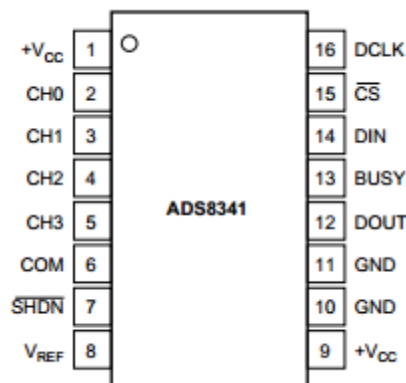 +VCC 1 16 DCLK
CH0 2 15 CS
CH1 3 14 DIN
CH2 4 13 BUSY
ADS8341
CH3 5 12 DOUT
COM 6 11 GND
SHDN 7 10 GND
VREF 8 9 +VCC